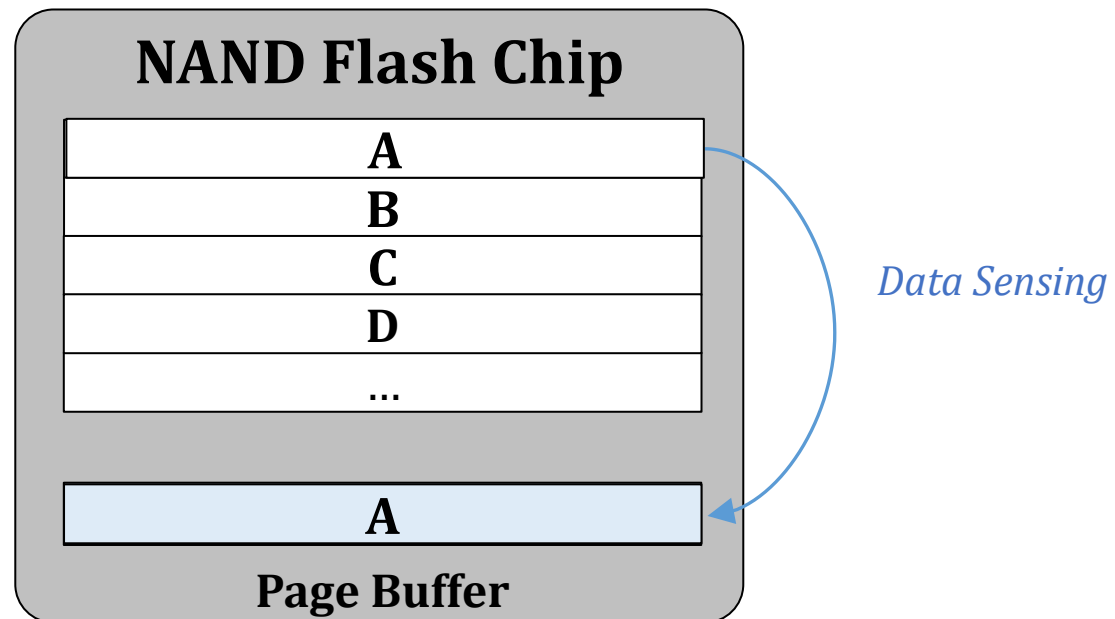 NAND Flash Chip
A
B
C
D
...
Data Sensing
A
Page Buffer